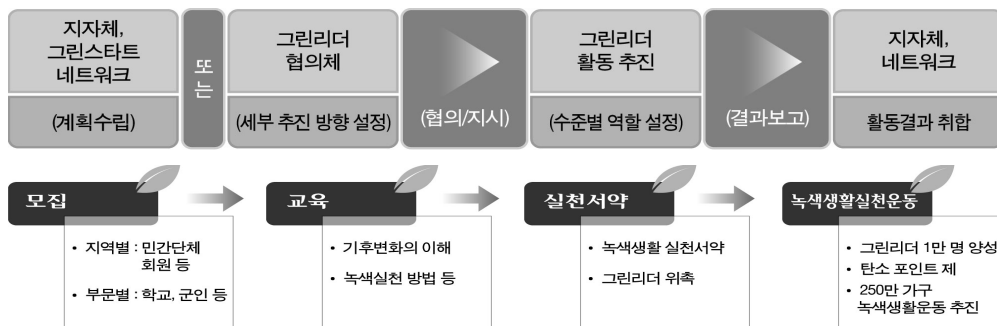 지자체,
그린스타트
네트워크
(계획수립)
또는
그린리더
협의체
(세부 추진 방향 설정)
(협의/지시)
그린리더
활동 추진
(수준별 역할 설정)
(결과보고)
지자체,
네트워크
활동결과 취합
모집
• 지역별 : 민간단체
회원 등
• 부문별 : 학교, 군인 등
교육
• 기후변화의 이해
• 녹색실천 방법 등
실천서약
• 녹색생활 실천서약
• 그린리더 위촉
녹색생활실천운동
• 그린리더 1만 명 양성
• 탄소 포인트 제
• 250만 가구
녹색생활운동 추진